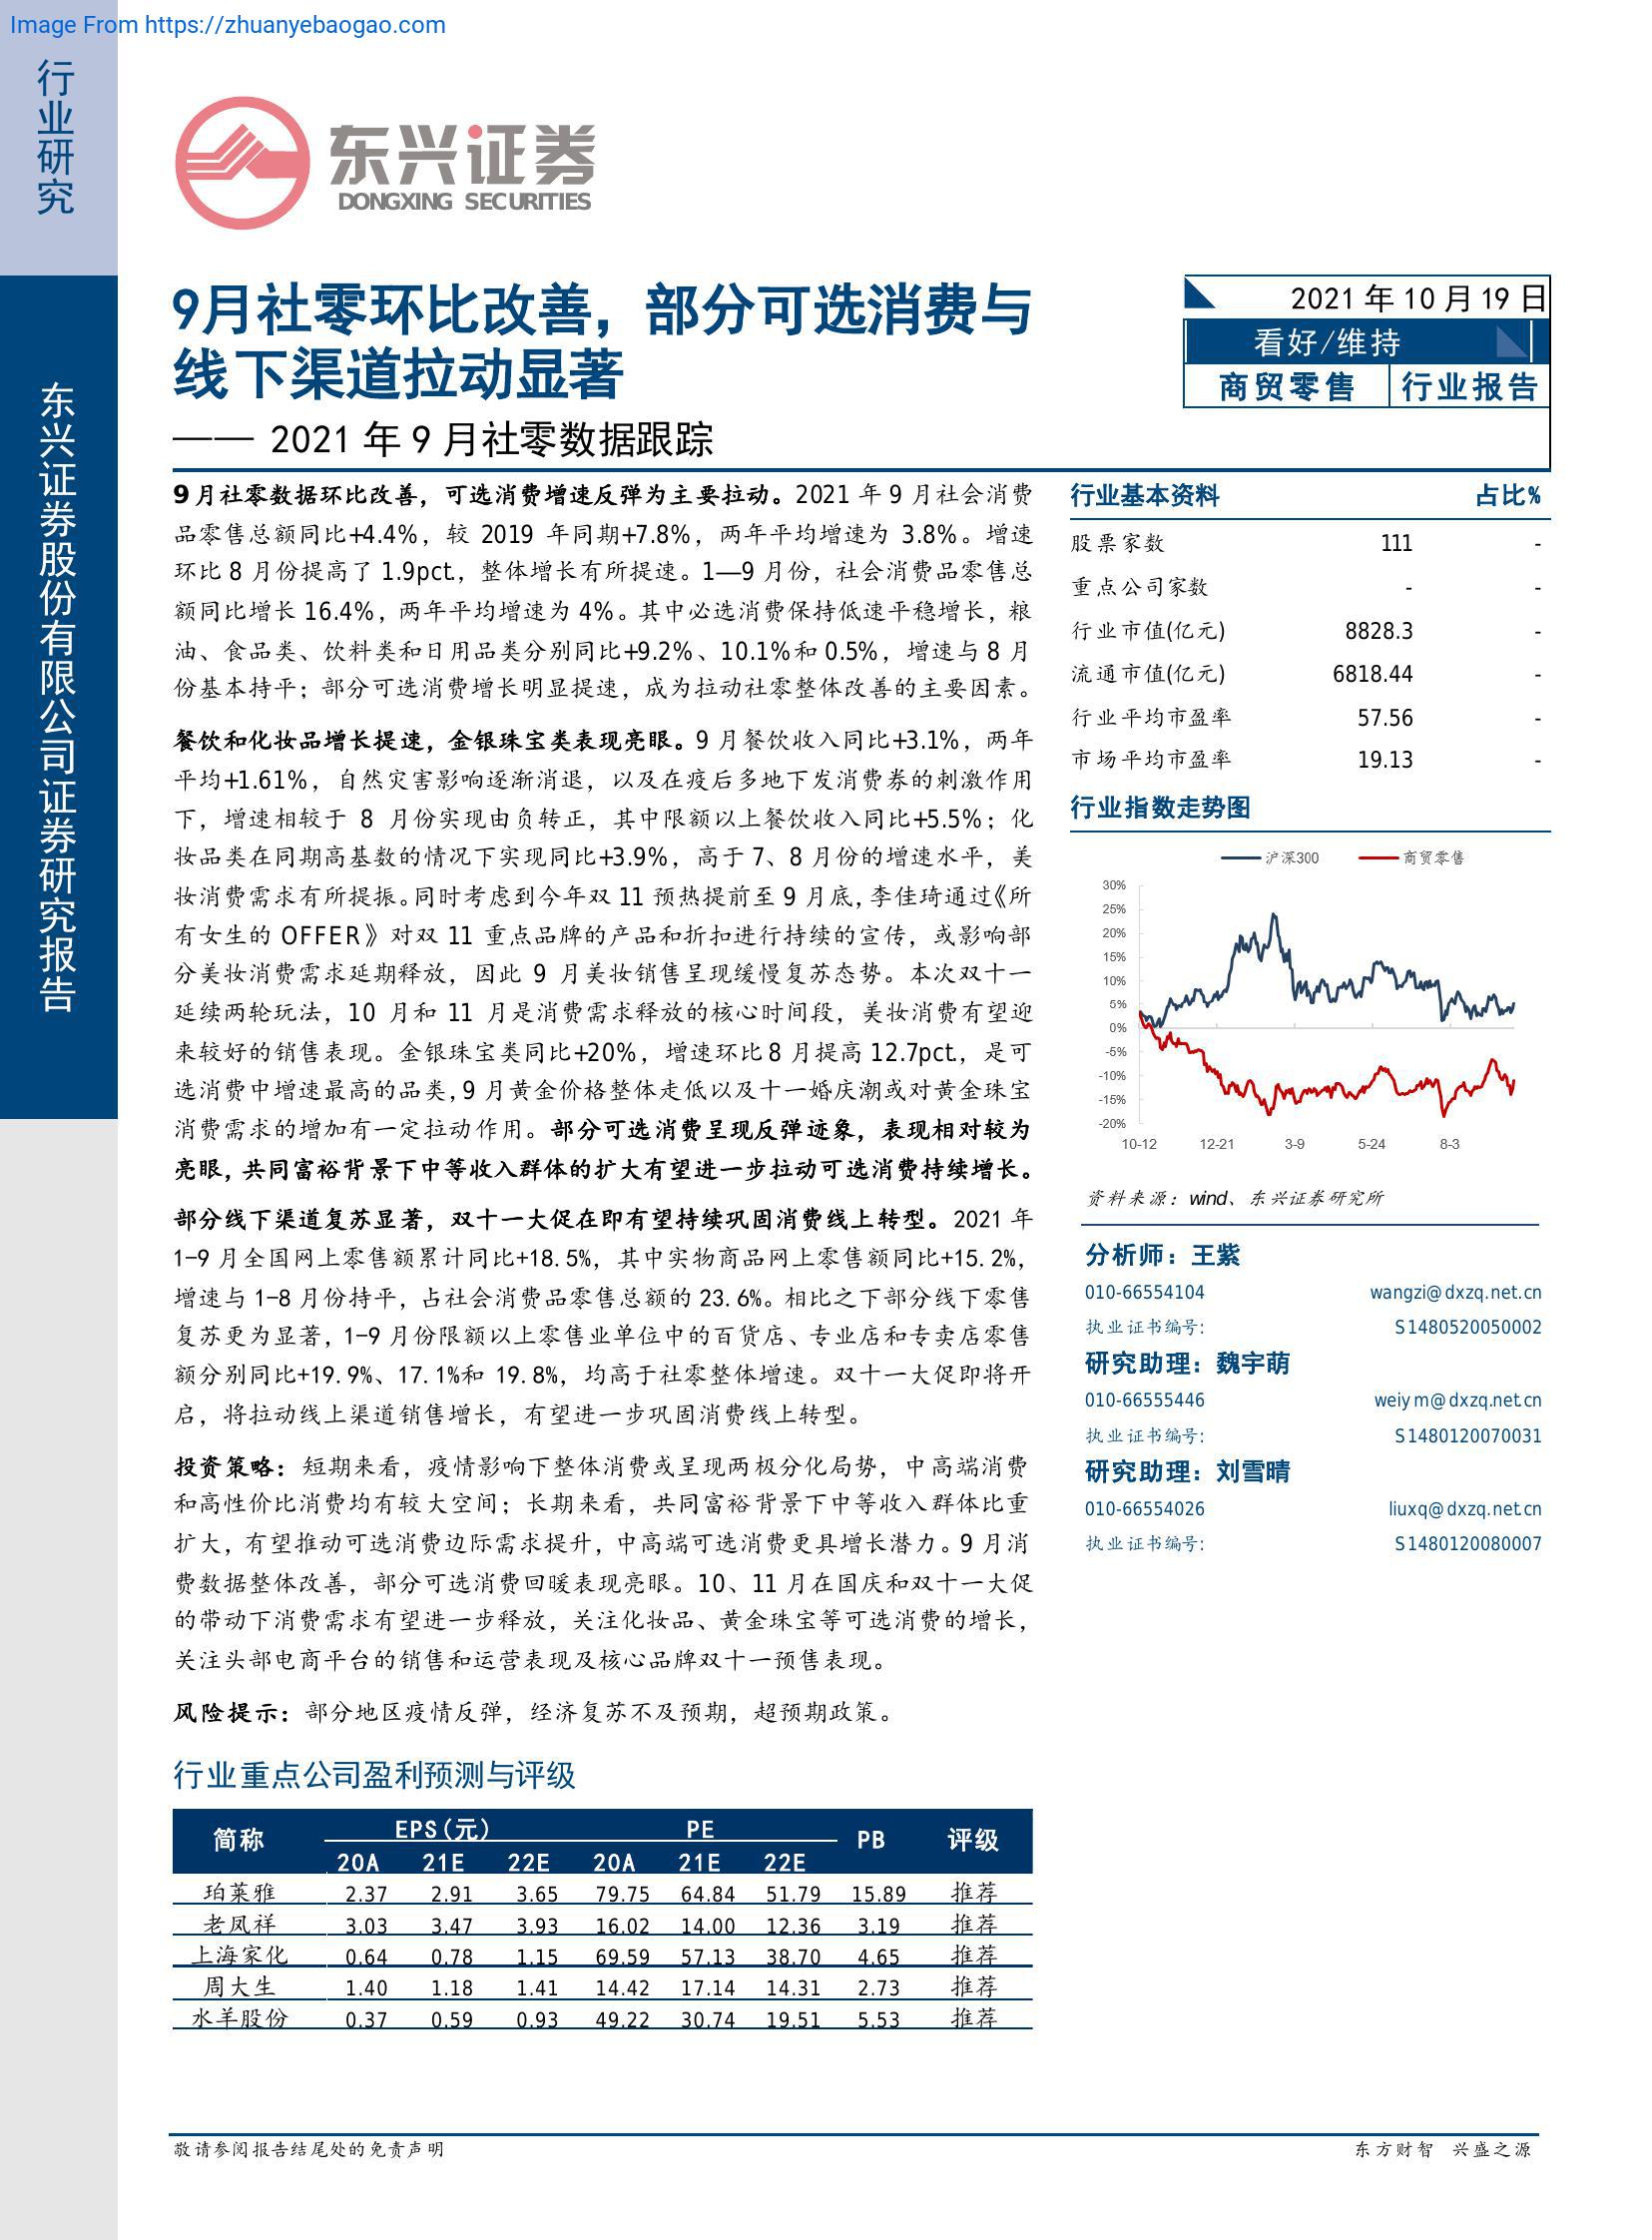 Image From https://zhuanyebaogao.com
行业研究
东兴证券股份有限公司证券研究报告
东兴证券
DONGXING SECURITIES
9月社零环比改善，部分可选消费与
线下渠道拉动显著
—— 2021 年 9 月社零数据跟踪
2021 年 10 月 19 日
看好/维持
商贸零售 行业报告
9 月社零数据环比改善，可选消费增速反弹为主要拉动。2021 年 9 月社会消费
品零售总额同比+4.4%，较 2019 年同期+7.8%，两年平均增速为 3.8%。增速
环比 8 月份提高了 1.9pct.，整体增长有所提速。1—9 月份，社会消费品零售总
额同比增长 16.4%，两年平均增速为 4%。其中必选消费保持低速平稳增长，粮
油、食品类、饮料类和日用品类分别同比+9.2%、10.1%和 0.5%，增速与 8 月
份基本持平；部分可选消费增长明显提速，成为拉动社零整体改善的主要因素。
餐饮和化妆品增长提速，金银珠宝类表现亮眼。9 月餐饮收入同比+3.1%，两年
平均+1.61%，自然灾害影响逐渐消退，以及在疫后多地下发消费券的刺激作用
下，增速相较于 8 月份实现由负转正，其中限额以上餐饮收入同比+5.5%；化
妆品类在同期高基数的情况下实现同比+3.9%，高于 7、8 月份的增速水平，美
妆消费需求有所提振。同时考虑到今年双 11 预热提前至 9 月底，李佳琦通过《所
有女生的 OFFER》对双 11 重点品牌的产品和折扣进行持续的宣传，或影响部
分美妆消费需求延期释放，因此 9 月美妆销售呈现缓慢复苏态势。本次双十一
延续两轮玩法，10 月和 11 月是消费需求释放的核心时间段，美妆消费有望迎
来较好的销售表现。金银珠宝类同比+20%，增速环比 8 月提高 12.7pct.，是可
选消费中增速最高的品类，9 月黄金价格整体走低以及十一婚庆潮或对黄金珠宝
消费需求的增加有一定拉动作用。部分可选消费呈现反弹迹象，表现相对较为
亮眼，共同富裕背景下中等收入群体的扩大有望进一步拉动可选消费持续增长。
部分线下渠道复苏显著，双十一大促在即有望持续巩固消费线上转型。2021 年
1-9 月全国网上零售额累计同比+18.5%，其中实物商品网上零售额同比+15.2%，
增速与 1-8 月份持平，占社会消费品零售总额的 23.6%。相比之下部分线下零售
复苏更为显著，1-9 月份限额以上零售业单位中的百货店、专业店和专卖店零售
额分别同比+19.9%、17.1%和 19.8%，均高于社零整体增速。双十一大促即将开
启，将拉动线上渠道销售增长，有望进一步巩固消费线上转型。
投资策略：短期来看，疫情影响下整体消费或呈现两极分化局势，中高端消费
和高性价比消费均有较大空间；长期来看，共同富裕背景下中等收入群体比重
扩大，有望推动可选消费边际需求提升，中高端可选消费更具增长潜力。9 月消
费数据整体改善，部分可选消费回暖表现亮眼。10、11 月在国庆和双十一大促
的带动下消费需求有望进一步释放，关注化妆品、黄金珠宝等可选消费的增长，
关注头部电商平台的销售和运营表现及核心品牌双十一预售表现。
风险提示：部分地区疫情反弹，经济复苏不及预期，超预期政策。
行业重点公司盈利预测与评级
简称 EPS(元) PE PB 评级
20A 21E 22E 20A 21E 22E
珀莱雅 2.37 2.91 3.65 79.75 64.84 51.79 15.89 推荐
老凤祥 3.03 3.47 3.93 16.02 14.00 12.36 3.19 推荐
上海家化 0.64 0.78 1.15 69.59 57.13 38.70 4.65 推荐
周大生 1.40 1.18 1.41 14.42 17.14 14.31 2.73 推荐
水羊股份 0.37 0.59 0.93 49.22 30.74 19.51 5.53 推荐
行业基本资料 占比%
股票家数 111 -
重点公司家数 - -
行业市值(亿元) 8828.3 -
流通市值(亿元) 6818.44 -
行业平均市盈率 57.56 -
市场平均市盈率 19.13 -
行业指数走势图
沪深300 商贸零售
30%
25%
20%
15%
10%
5%
0%
-5%
-10%
-15%
-20%
10-12 12-21 3-9 5-24 8-3
资料来源：wind、东兴证券研究所
分析师：王紫
010-66554104 wangzi@dxzq.net.cn
执业证书编号: S1480520050002
研究助理：魏宇萌
010-66555446 weiym@dxzq.net.cn
执业证书编号: S1480120070031
研究助理：刘雪晴
010-66554026 liuxq@dxzq.net.cn
执业证书编号: S1480120080007
敬请参阅报告结尾处的免责声明
东方财智 兴盛之源